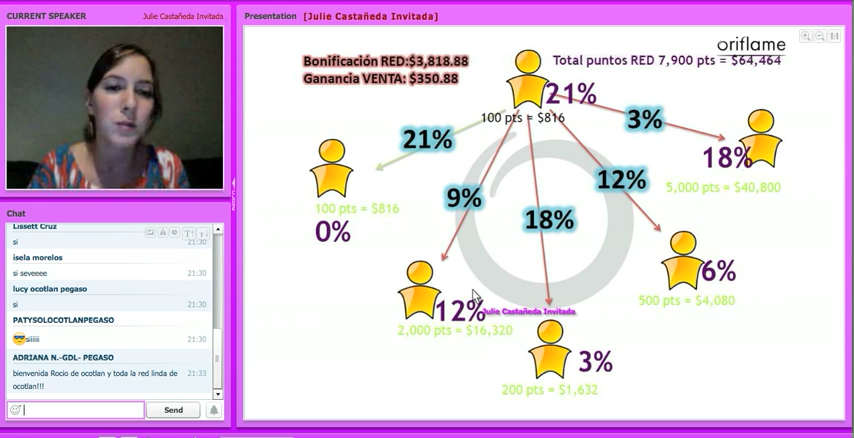 CURRENT SPEAKER
Julie Castañeda Invitada
Presentation
[Julie Castañeda Invitada]
Bonificación RED:$3,818.88
Ganancia VENTA: $350.88
oriflame
Total puntos RED 7,900 pts = $64,464
21%
100 pts = $816
3%
18%
5,000 pts = $40,800
21%
100 pts = $816
0%
9%
12%
2,000 pts = $16,320
18%
Julie Castañeda Invitada
3%
200 pts = $1,632
12%
6%
500 pts = $4,080
Chat
Lissett Cruz
si
21:30
isela morelos
si seveeee
21:30
lucy ocotlan pegaso
si
21:30
PATYSOLOCOTLANPEGASO
siiiii
21:30
ADRIANA N.-GDL- PEGASO
bienvenida Rocio de ocotlan y toda la red linda de
21:33
ocotlan!!!
Send
1:1